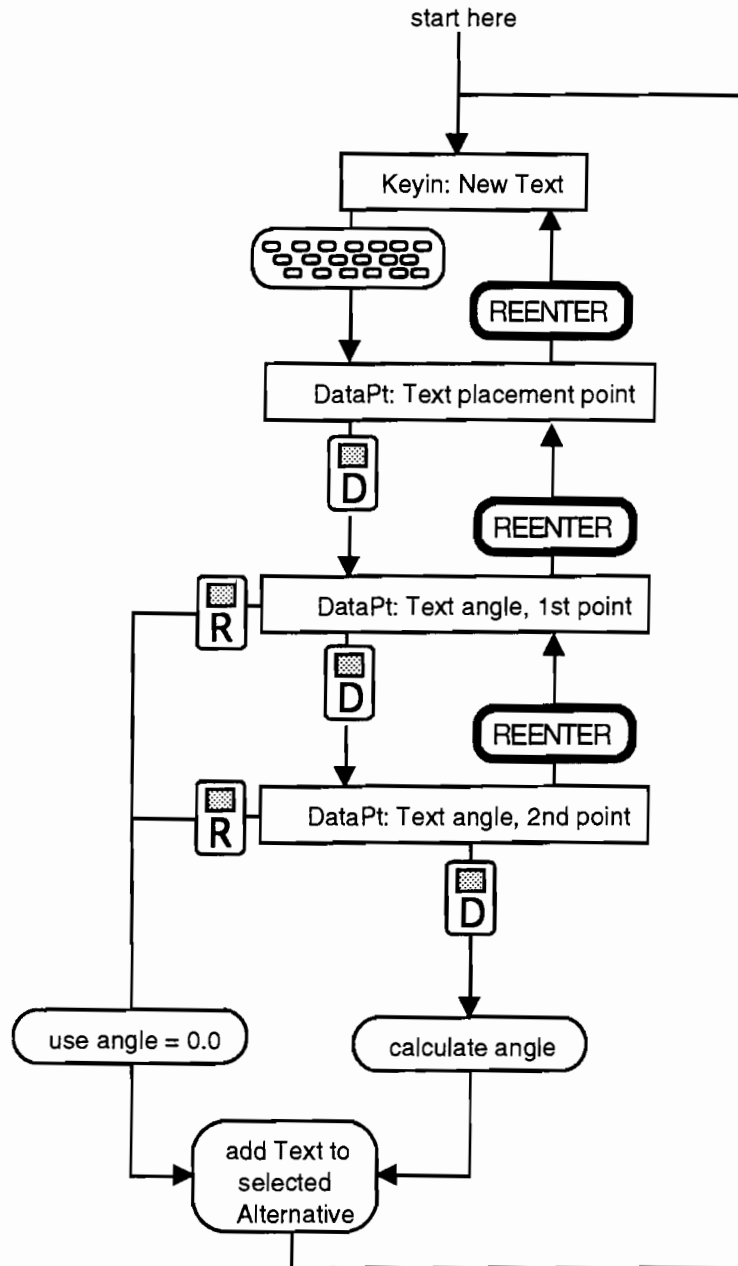 start here
Keyin: New Text
REENTER
DataPt: Text placement point
D
REENTER
DataPt: Text angle, 1st point
R
D
REENTER
DataPt: Text angle, 2nd point
R
D
use angle = 0.0
calculate angle
add Text to
selected
Alternative